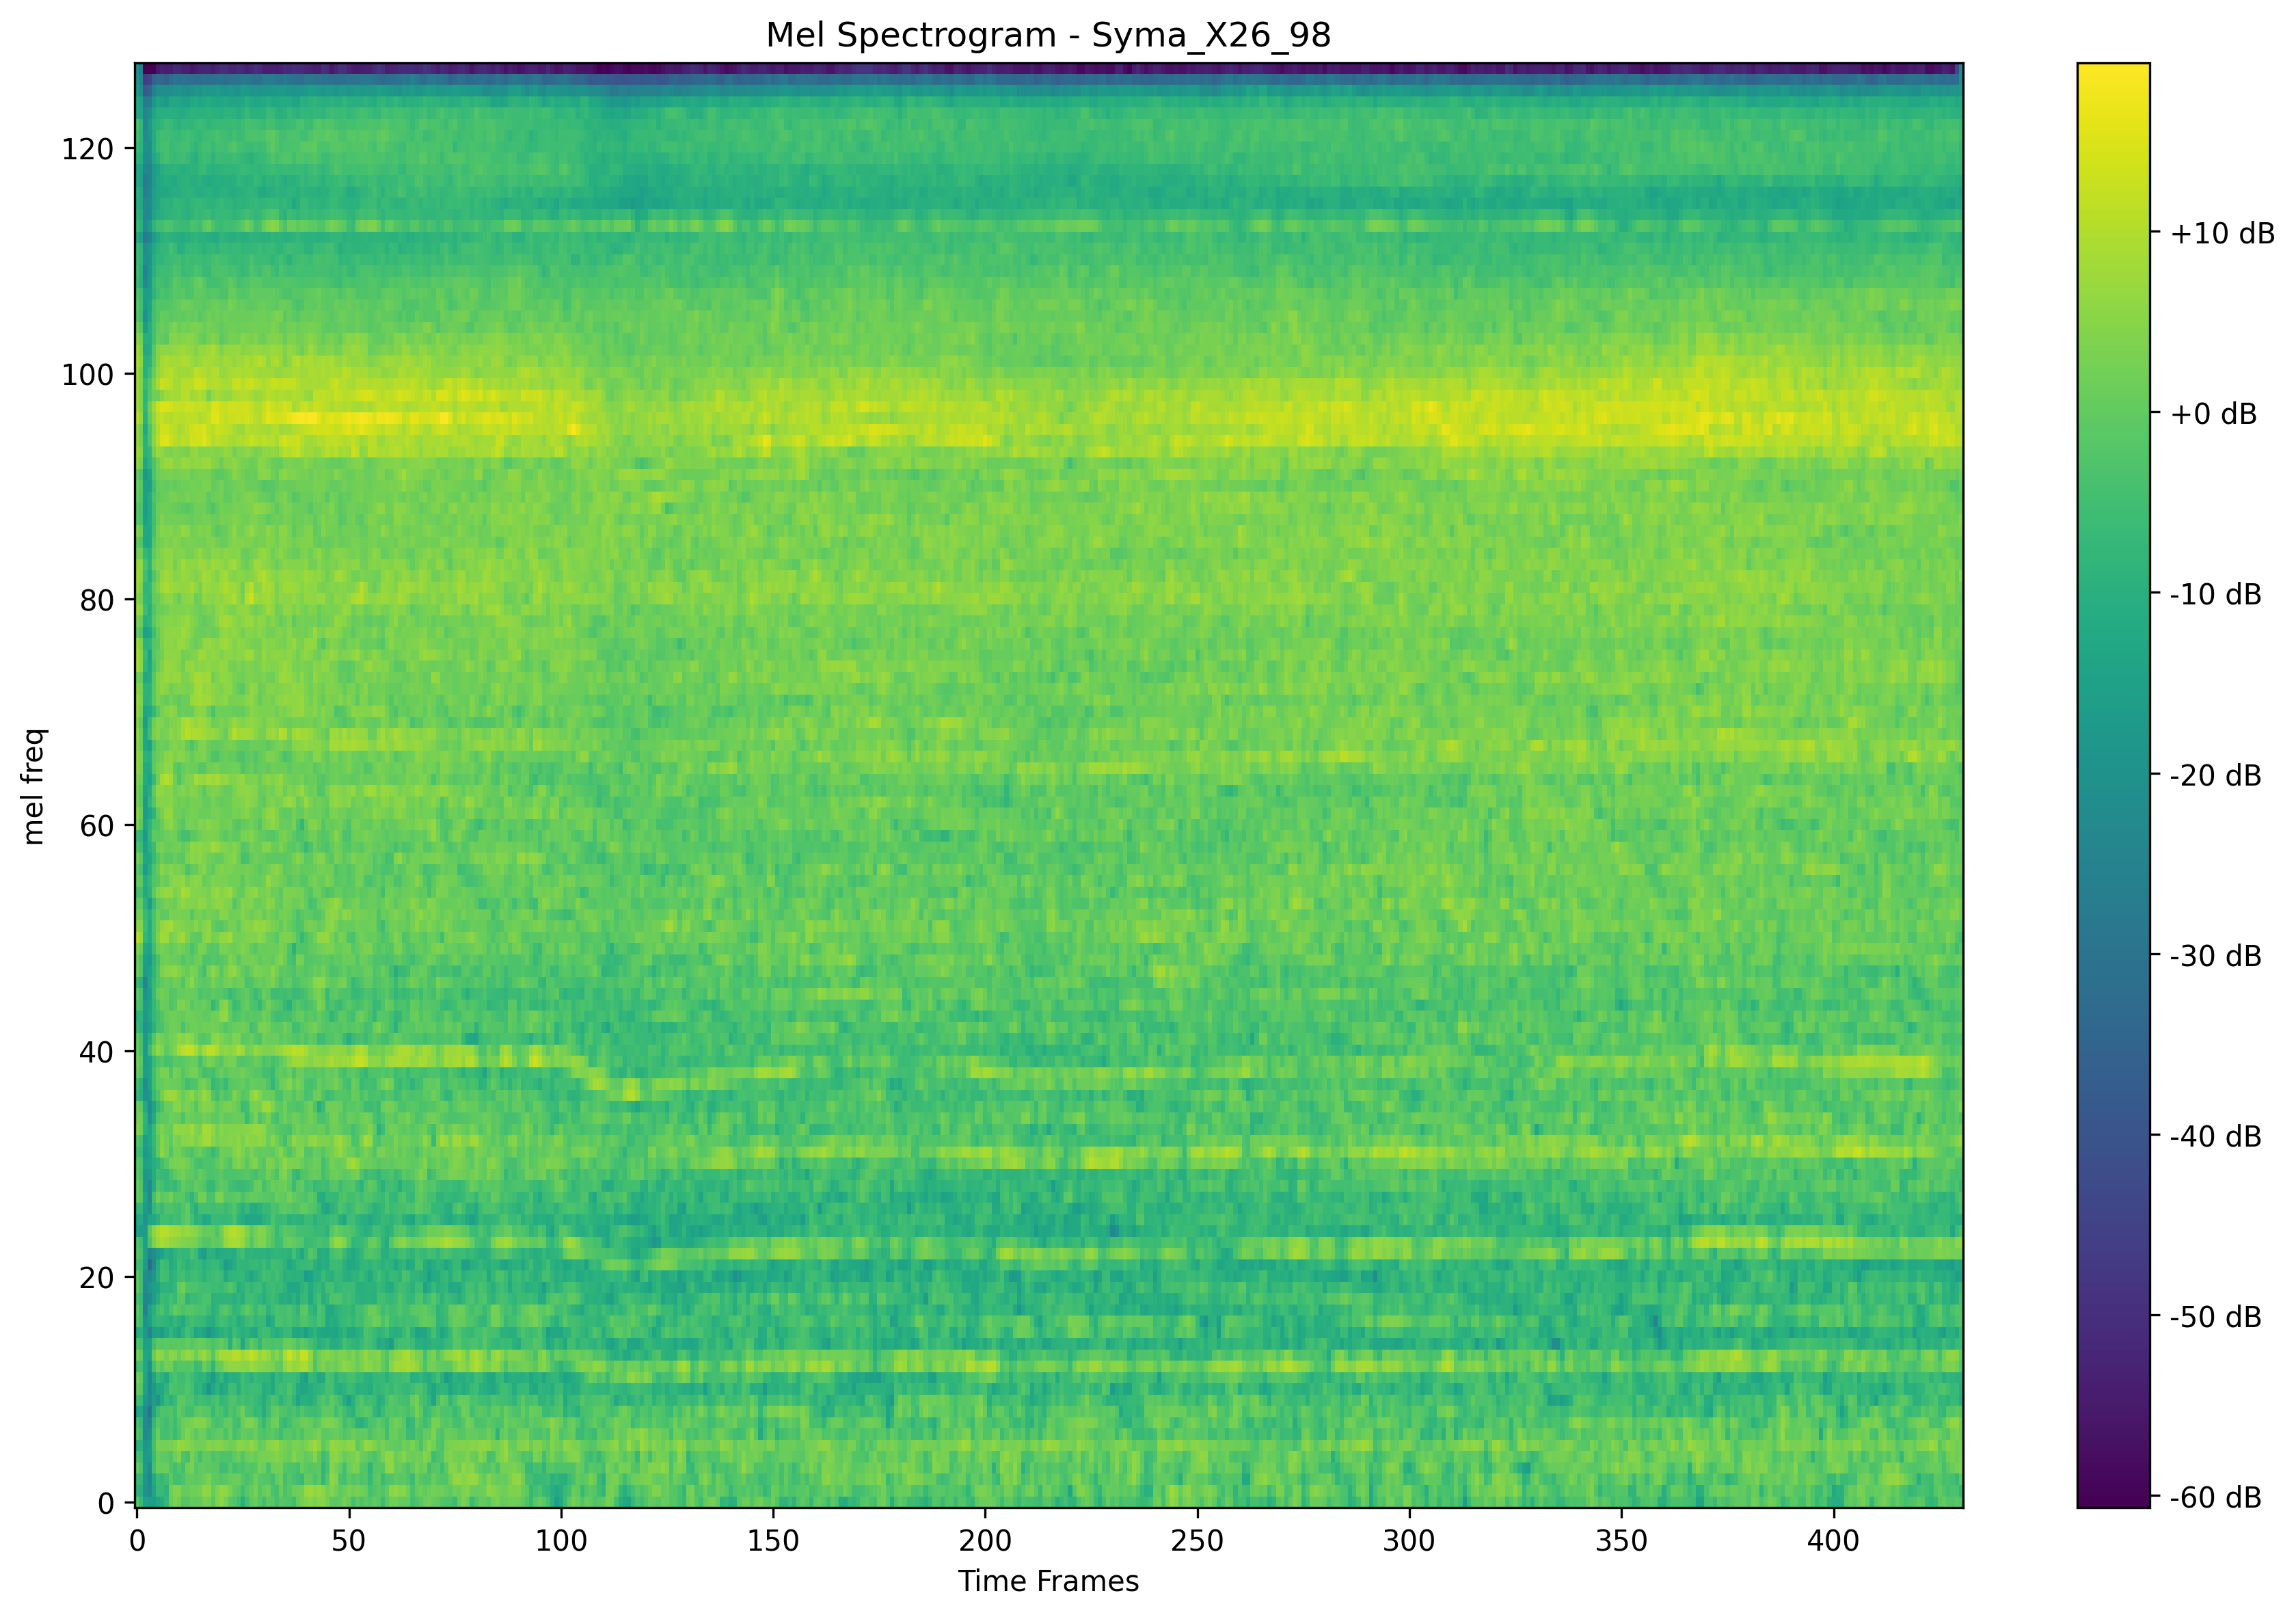 Mel Spectrogram - Syma_X26_98
mel freq
120
100
80
60
40
20
0
0 50 100 150 200 250 300 350 400
Time Frames
+10 dB
+0 dB
-10 dB
-20 dB
-30 dB
-40 dB
-50 dB
-60 dB